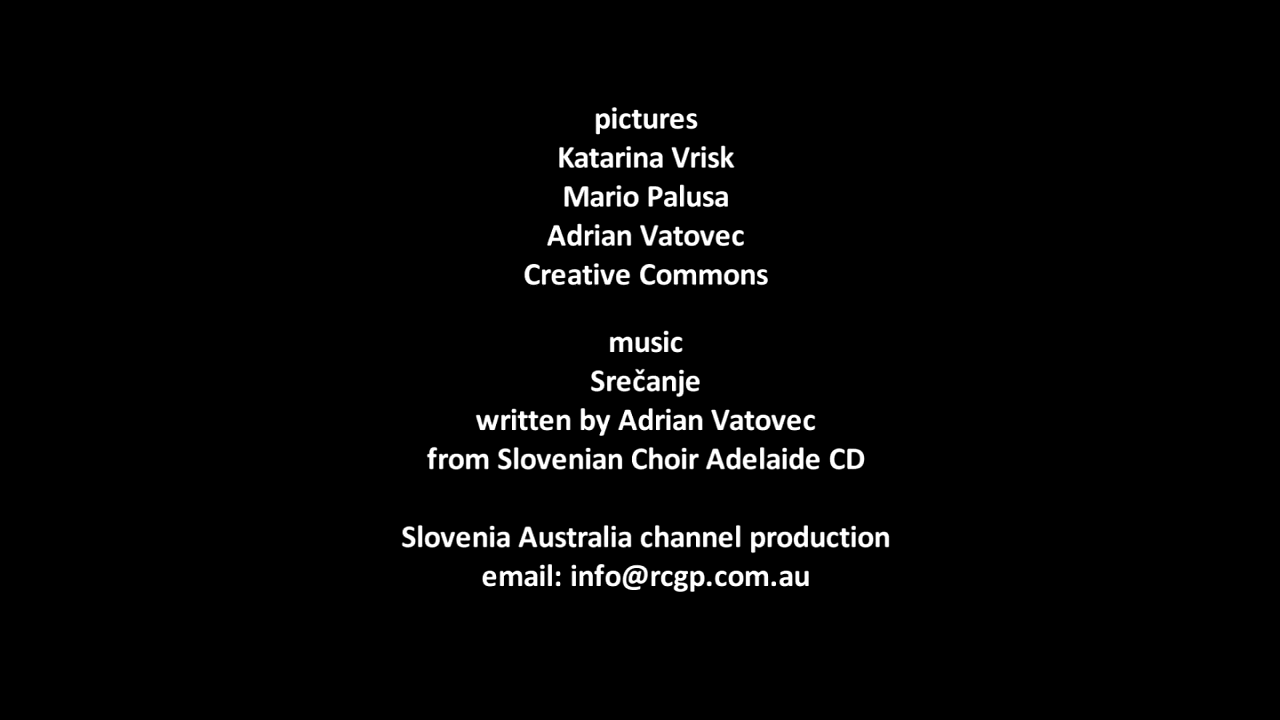 pictures
Katarina Vrisk
Mario Palusa
Adrian Vatovec
Creative Commons
music
Srečanje
written by Adrian Vatovec
from Slovenian Choir Adelaide CD
Slovenia Australia channel production
email: info@rcgp.com.au